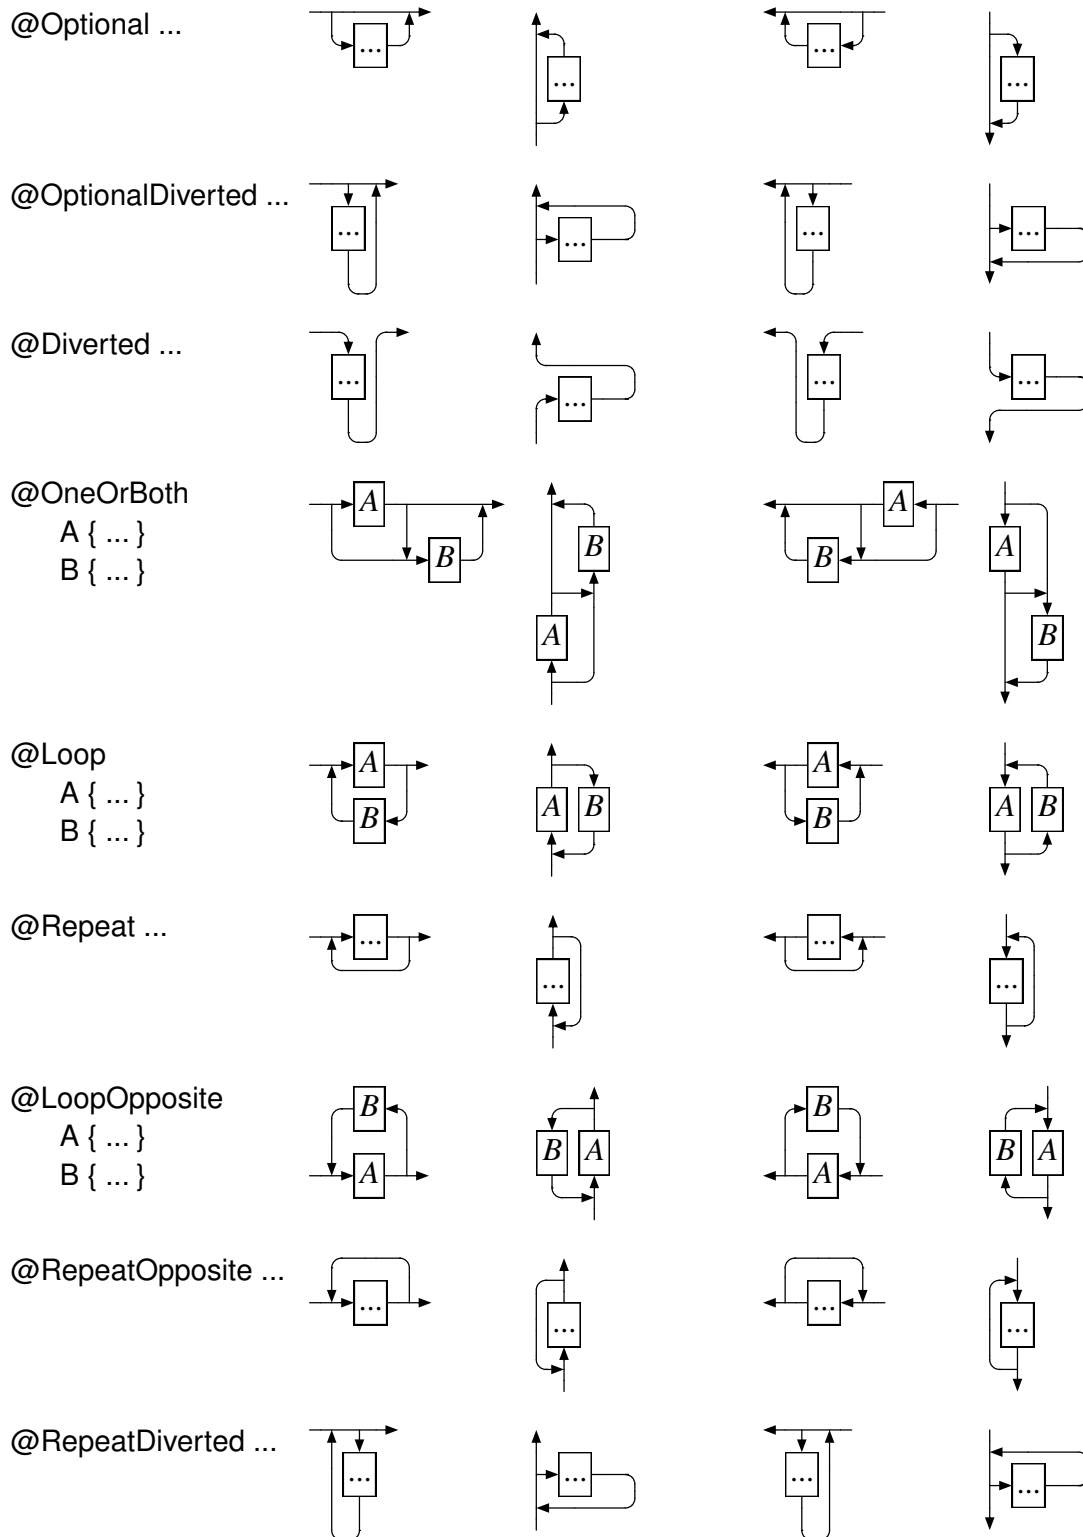 @Optional ...
... ... ... ...
@OptionalDiverted ...
... ... ... ...
@Diverted ...
... ... ... ...
@OneOrBoth
A { ... }
B { ... }
A B A B A B A B
@Loop
A { ... }
B { ... }
A B A B A B A B
@Repeat ...
... ... ... ...
@LoopOpposite
A { ... }
B { ... }
B A B A B A B A
@RepeatOpposite ...
... ... ... ...
@RepeatDiverted ...
... ... ... ...